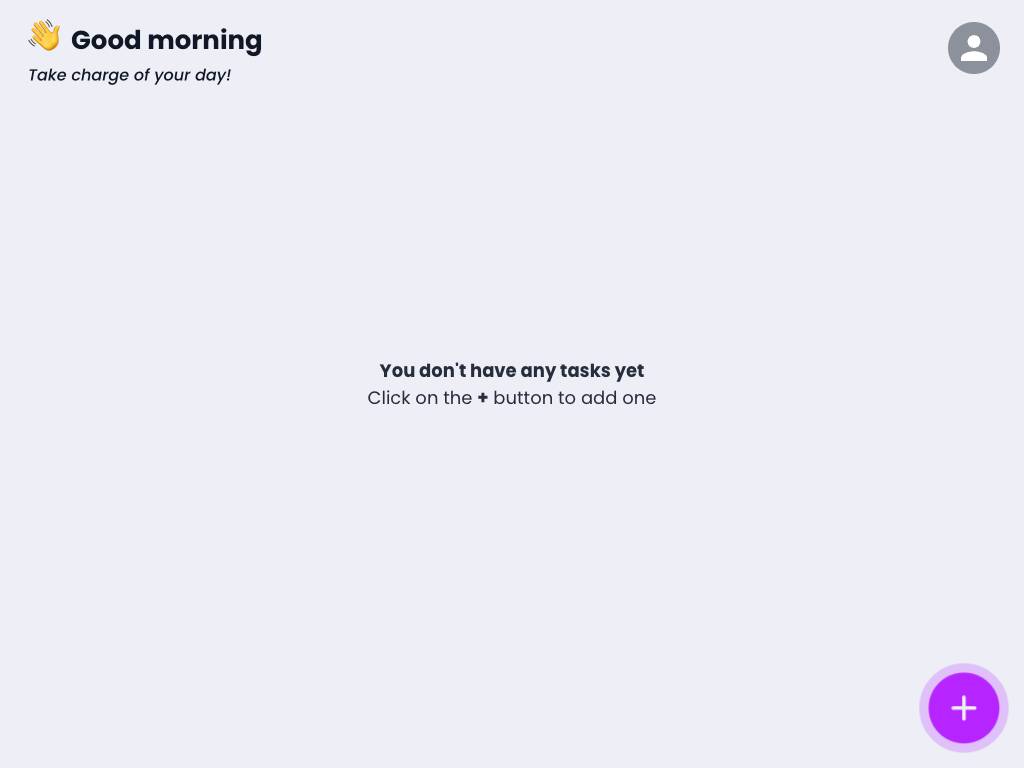 👋 Good morning
Take charge of your day!
You don't have any tasks yet
Click on the + button to add one